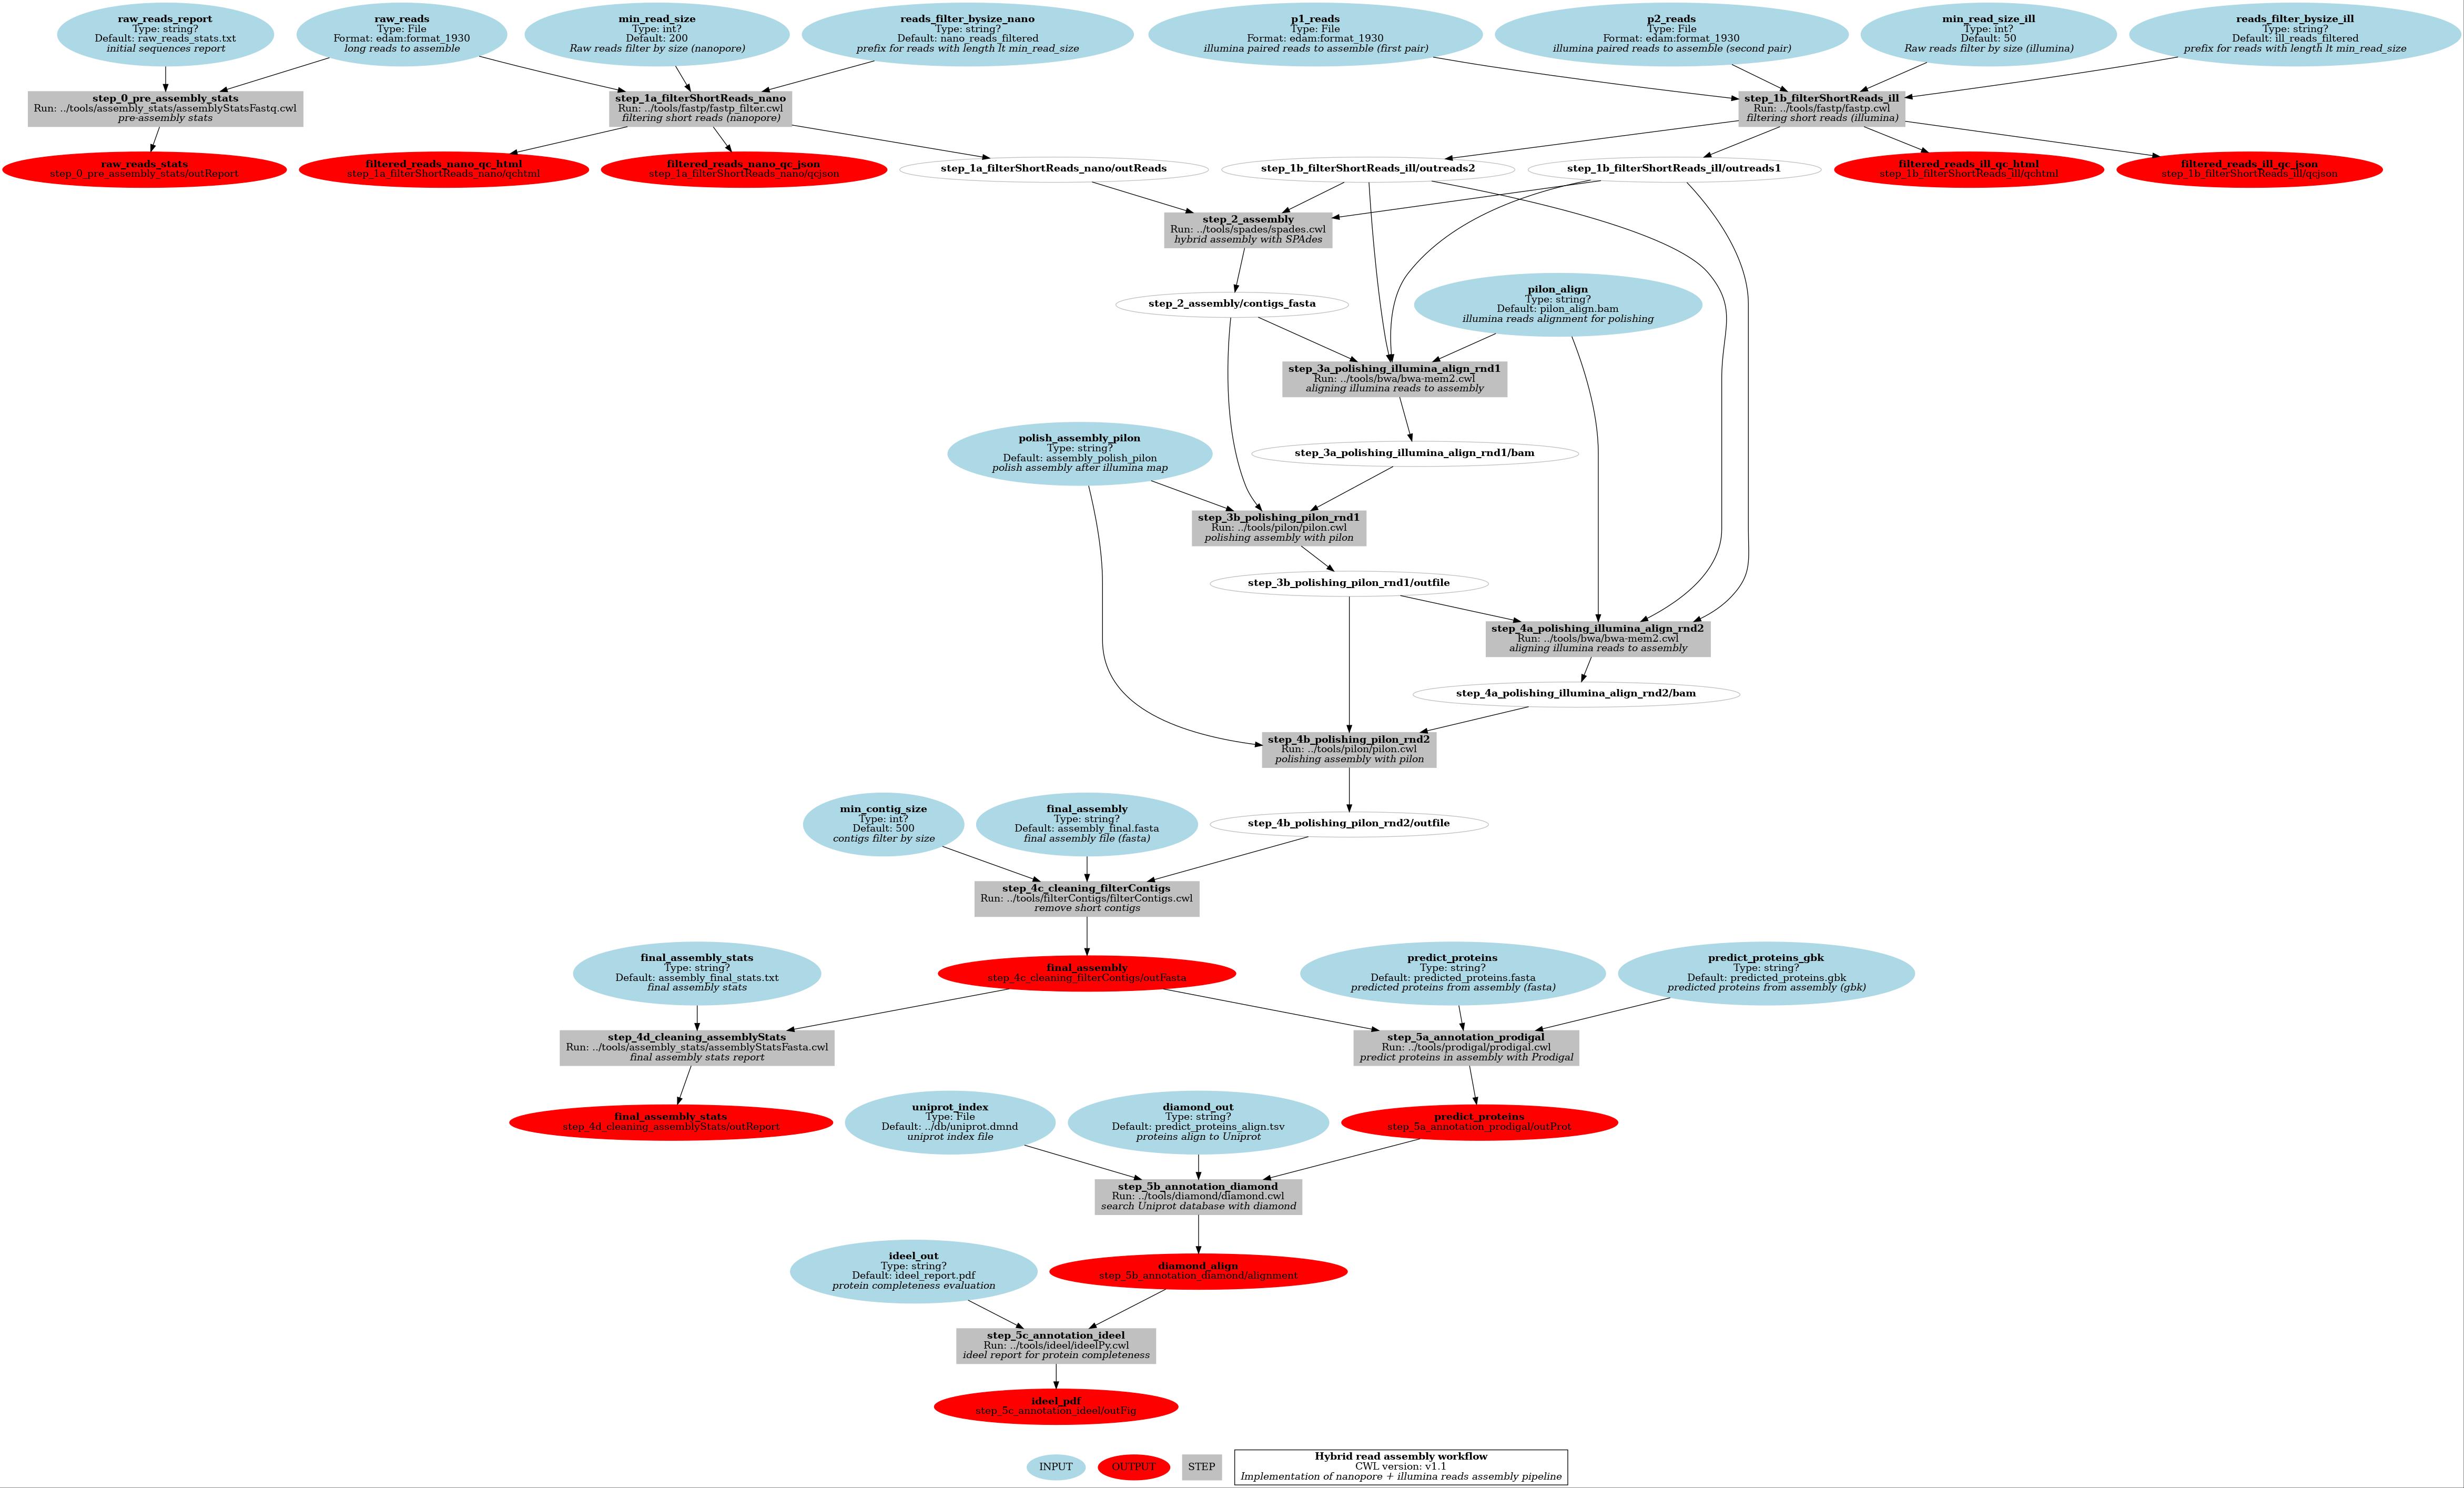 raw_reads_report
Type: string?
Default: raw_reads_stats.txt
initial sequences report
raw_reads
Type: File
Format: edam:format_1930
long reads to assemble
min_read_size
Type: int?
Default: 200
Raw reads filter by size (nanopore)
reads_filter_bysize_nano
Type: string?
Default: nano_reads_filtered
prefix for reads with length lt min_read_size
p1_reads
Type: File
Format: edam:format_1930
illumina paired reads to assemble (first pair)
p2_reads
Type: File
Format: edam:format_1930
illumina paired reads to assemble (second pair)
min_read_size_ill
Type: int?
Default: 50
Raw reads filter by size (illumina)
reads_filter_bysize_ill
Type: string?
Default: ill_reads_filtered
prefix for reads with length lt min_read_size
step_0_pre_assembly_stats
Run: ../tools/assembly_stats/assemblyStatsFastq.cwl
pre-assembly stats
step_1a_filterShortReads_nano
Run: ../tools/fastp/fastp_filter.cwl
filtering short reads (nanopore)
step_1b_filterShortReads_ill
Run: ../tools/fastp/fastp.cwl
filtering short reads (illumina)
raw_reads_stats
step_0_pre_assembly_stats/outReport
filtered_reads_nano_qc_html
step_1a_filterShortReads_nano/qchtml
filtered_reads_nano_qc_json
step_1a_filterShortReads_nano/qcjson
step_1a_filterShortReads_nano/outReads
step_1b_filterShortReads_ill/outreads2
step_1b_filterShortReads_ill/outreads1
filtered_reads_ill_qc_html
step_1b_filterShortReads_ill/qchtml
filtered_reads_ill_qc_json
step_1b_filterShortReads_ill/qcjson
step_2_assembly
Run: ../tools/spades/spades.cwl
hybrid assembly with SPAdes
step_2_assembly/contigs_fasta
pilon_align
Type: string?
Default: pilon_align.bam
illumina reads alignment for polishing
step_3a_polishing_illumina_align_rnd1
Run: ../tools/bwa/bwa-mem2.cwl
aligning illumina reads to assembly
polish_assembly_pilon
Type: string?
Default: assembly_polish_pilon
polish assembly after illumina map
step_3a_polishing_illumina_align_rnd1/bam
step_3b_polishing_pilon_rnd1
Run: ../tools/pilon/pilon.cwl
polishing assembly with pilon
step_3b_polishing_pilon_rnd1/outfile
step_4a_polishing_illumina_align_rnd2
Run: ../tools/bwa/bwa-mem2.cwl
aligning illumina reads to assembly
step_4a_polishing_illumina_align_rnd2/bam
step_4b_polishing_pilon_rnd2
Run: ../tools/pilon/pilon.cwl
polishing assembly with pilon
min_contig_size
Type: int?
Default: 500
contigs filter by size
final_assembly
Type: string?
Default: assembly_final.fasta
final assembly file (fasta)
step_4b_polishing_pilon_rnd2/outfile
step_4c_cleaning_filterContigs
Run: ../tools/filterContigs/filterContigs.cwl
remove short contigs
final_assembly_stats
Type: string?
Default: assembly_final_stats.txt
final assembly stats
final_assembly
step_4c_cleaning_filterContigs/outFasta
predict_proteins
Type: string?
Default: predicted_proteins.fasta
predicted proteins from assembly (fasta)
predict_proteins_gbk
Type: string?
Default: predicted_proteins.gbk
predicted proteins from assembly (gbk)
step_4d_cleaning_assemblyStats
Run: ../tools/assembly_stats/assemblyStatsFasta.cwl
final assembly stats report
step_5a_annotation_prodigal
Run: ../tools/prodigal/prodigal.cwl
predict proteins in assembly with Prodigal
final_assembly_stats
step_4d_cleaning_assemblyStats/outReport
uniprot_index
Type: File
Default: ../db/uniprot.dmnd
uniprot index file
diamond_out
Type: string?
Default: predict_proteins_align.tsv
proteins align to Uniprot
predict_proteins
step_5a_annotation_prodigal/outProt
step_5b_annotation_diamond
Run: ../tools/diamond/diamond.cwl
search Uniprot database with diamond
ideel_out
Type: string?
Default: ideel_report.pdf
protein completeness evaluation
diamond_align
step_5b_annotation_diamond/alignment
step_5c_annotation_ideel
Run: ../tools/ideel/ideelPy.cwl
ideel report for protein completeness
ideel_pdf
step_5c_annotation_ideel/outFig
INPUT
OUTPUT
STEP
Hybrid read assembly workflow
CWL version: v1.1
Implementation of nanopore + illumina reads assembly pipeline